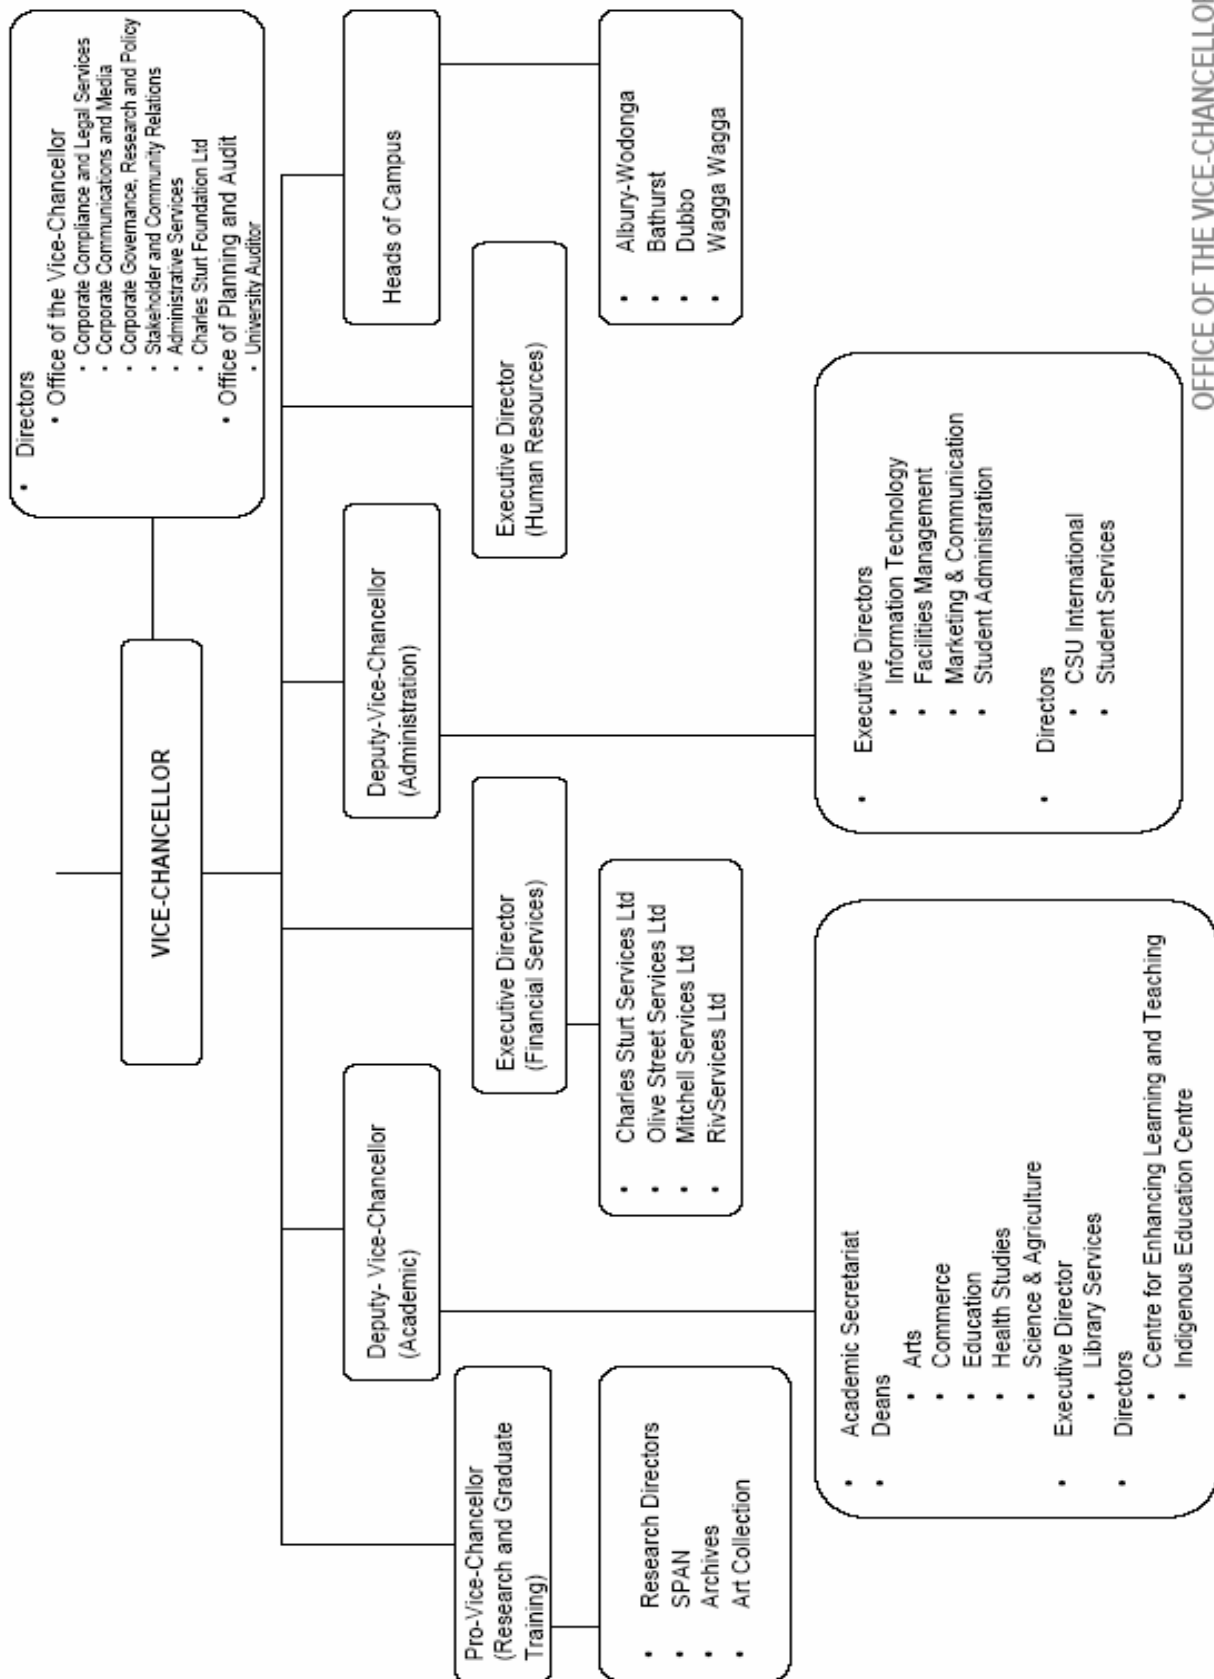 VICE-CHANCELLOR
• Directors
• Office of the Vice-Chancellor
• Corporate Compliance and Legal Services
• Corporate Communications and Media
• Corporate Governance, Research and Policy
• Stakeholder and Community Relations
• Administrative Services
• Charles Sturt Foundation Ltd
• Office of Planning and Audit
• University Auditor
Pro-Vice-Chancellor
(Research and Graduate
Training)
Deputy- Vice-Chancellor
(Academic)
Executive Director
(Financial Services)
Deputy-Vice-Chancellor
(Administration)
Executive Director
(Human Resources)
Heads of Campus
• Research Directors
• SPAN
• Archives
• Art Collection
• Charles Sturt Services Ltd
• Olive Street Services Ltd
• Mitchell Services Ltd
• RivServices Ltd
• Albury-Wodonga
• Bathurst
• Dubbo
• Wagga Wagga
• Academic Secretariat
• Deans
• Arts
• Commerce
• Education
• Health Studies
• Science & Agriculture
• Executive Director
• Library Services
• Directors
• Centre for Enhancing Learning and Teaching
• Indigenous Education Centre
• Executive Directors
• Information Technology
• Facilities Management
• Marketing & Communication
• Student Administration
• Directors
• CSU International
• Student Services
OFFICE OF THE VICE-CHANCELLOR